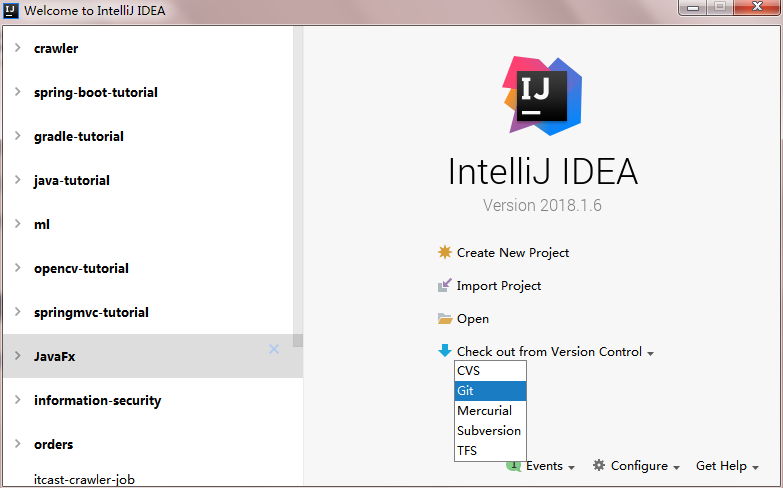 Welcome to IntelliJ IDEA
crawler
spring-boot-tutorial
gradle-tutorial
java-tutorial
ml
opencv-tutorial
springmvc-tutorial
JavaFx
information-security
orders
itcast-crawler-job
IJ
IntelliJ IDEA
Version 2018.1.6
Create New Project
Import Project
Open
Check out from Version Control
CVS
Git
Mercurial
Subversion
TFS
1 Events
Configure
Get Help